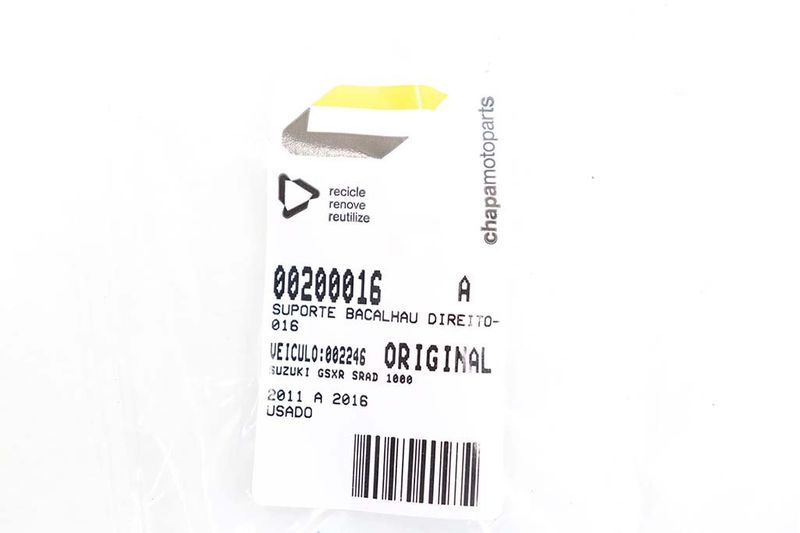 chapamotoparts
recicle
renove
reutilize
00200016 A
SUPORTE BACALHAU DIREITO-
016
VEICULO:002246 ORIGINAL
SUZUKI GSXR SRAD 1000
2011 A 2016
USADO